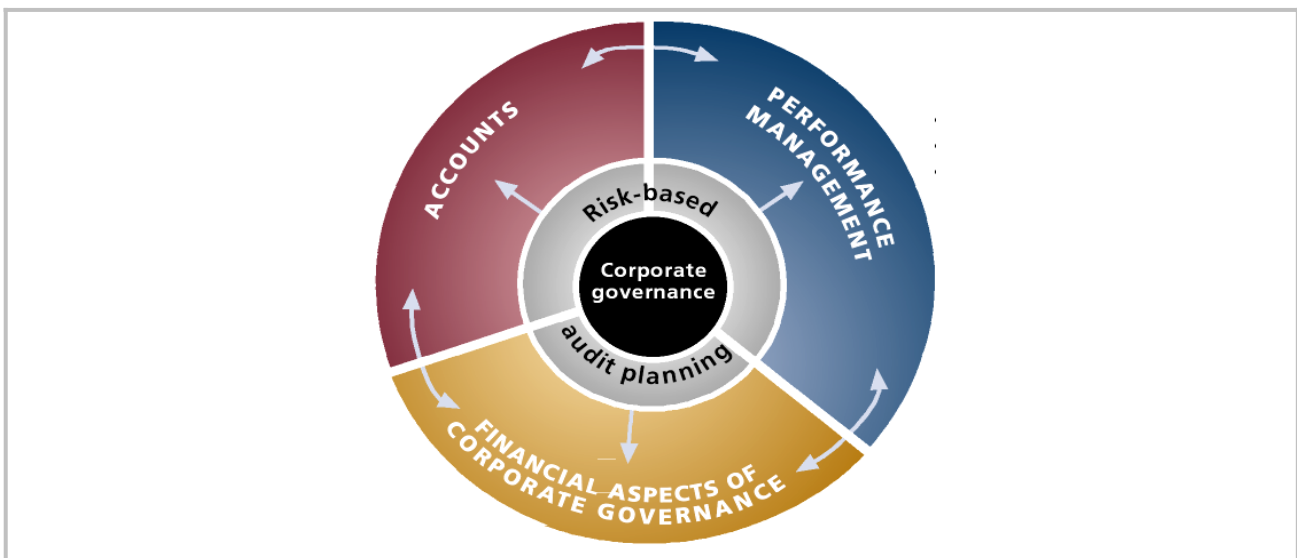 ACCOUNTS
PERFORMANCE
MANAGEMENT
Risk-based
Corporate
governance
audit planning
FINANCIAL ASPECTS OF
CORPORATE GOVERNANCE